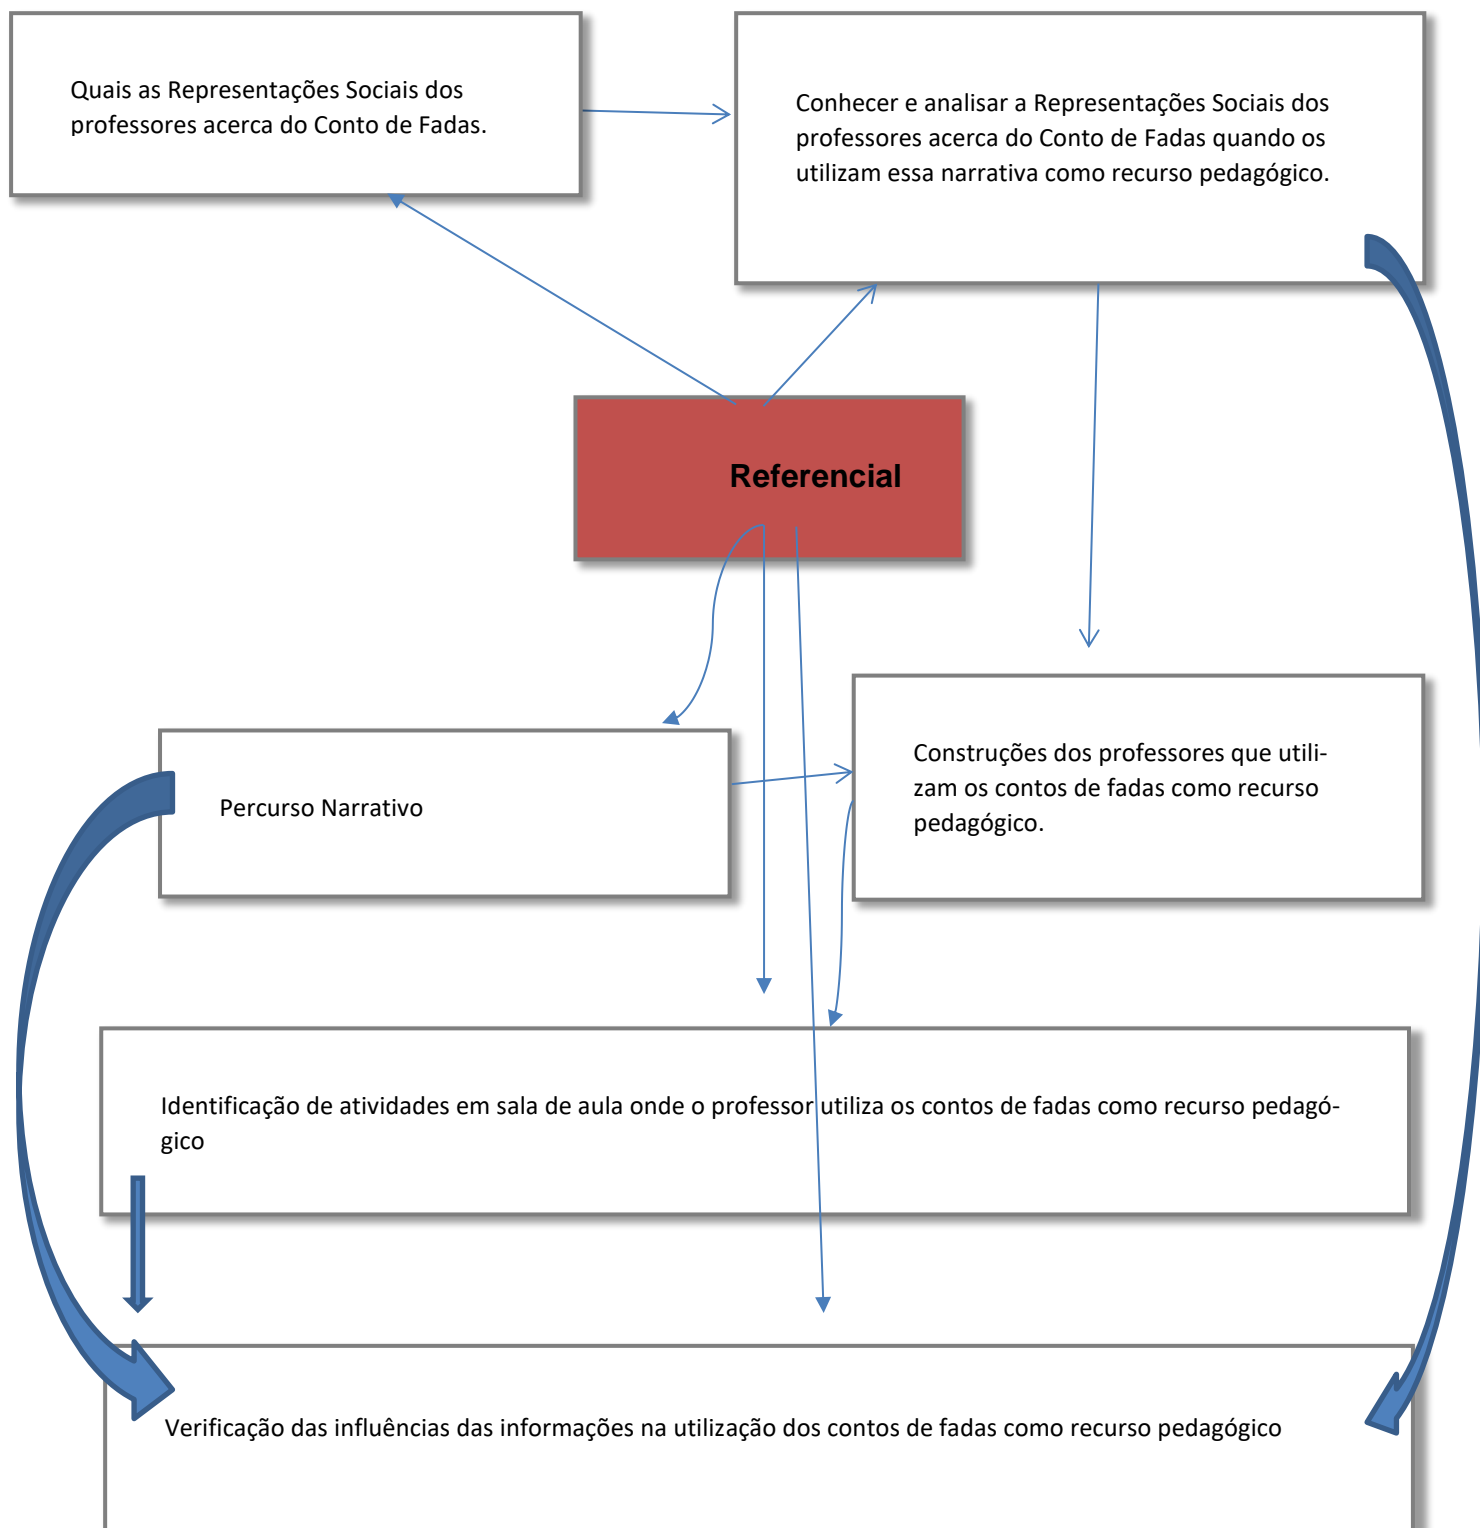 Quais as Representações Sociais dos
professores acerca do Conto de Fadas.
Conhecer e analisar a Representações Sociais dos
professores acerca do Conto de Fadas quando os
utilizam essa narrativa como recurso pedagógico.
Referencial
Percurso Narrativo
Construções dos professores que utili-
zam os contos de fadas como recurso
pedagógico.
Identificação de atividades em sala de aula onde o professor utiliza os contos de fadas como recurso pedagó-
gico
Verificação das influências das informações na utilização dos contos de fadas como recurso pedagógico